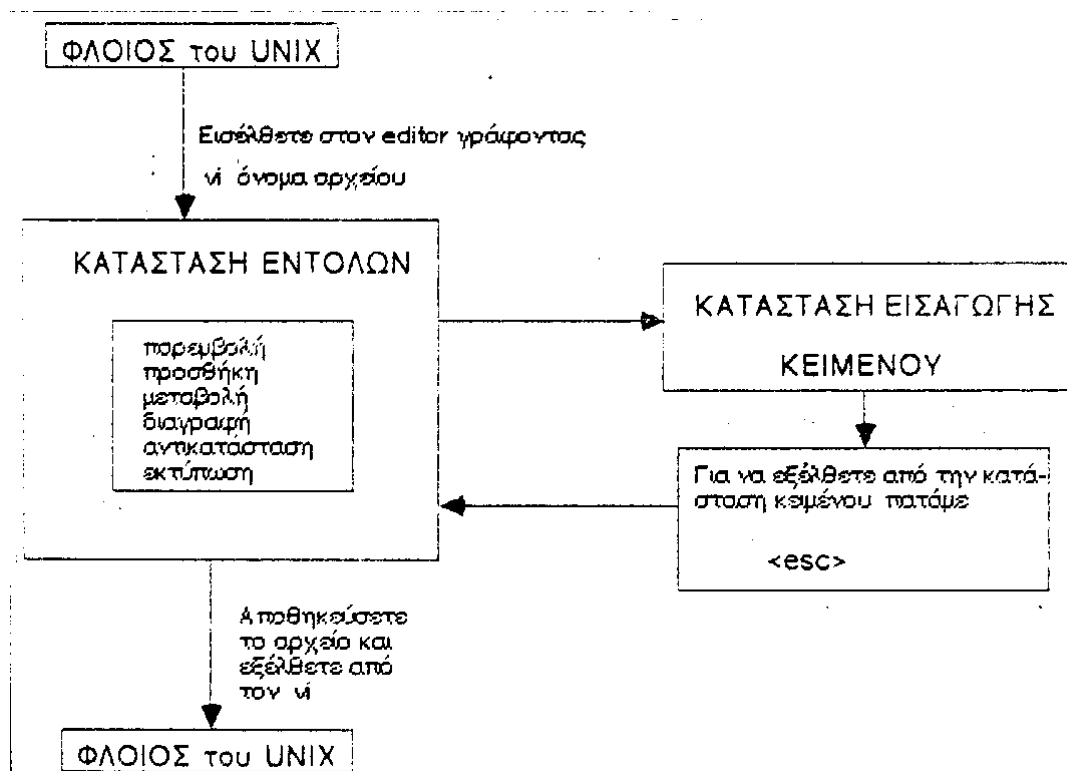 ΦΛΟΙΟΣ του UNIX
Εισέλθετε στον editor γράφοντας
vi όνομα αρχείου
ΚΑΤΑΣΤΑΣΗ ΕΝΤΟΛΩΝ
παρεμβολή
προσθήκη
μεταβολή
διαγραφή
αντικατάσταση
εκτύπωση
ΚΑΤΑΣΤΑΣΗ ΕΙΣΑΓΩΓΗΣ
ΚΕΙΜΕΝΟΥ
Για να εξέλθετε από την κατά-
σταση κειμένου πατάμε
<esc>
Αποθηκεύσετε
το αρχείο και
εξέλθετε από
τον vi
ΦΛΟΙΟΣ του UNIX